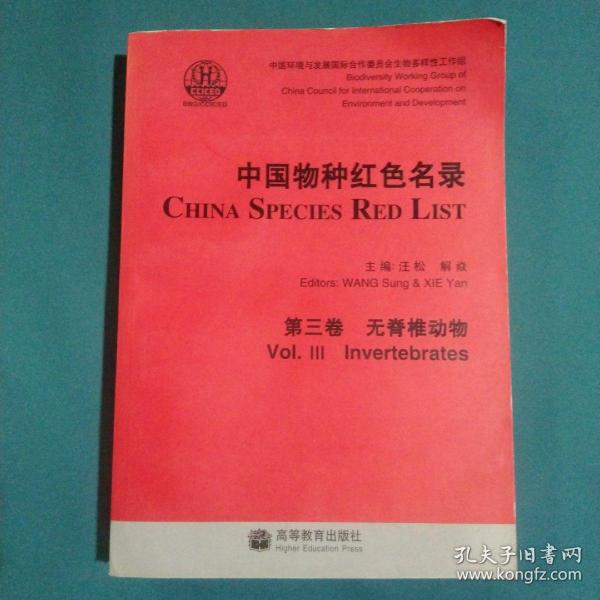 中国环境与发展国际合作委员会生物多样性工作组
Biodiversity Working Group of
China Council for International Cooperation on
Environment and Development
CCICED
BWG/CCICED
中国物种红色名录
CHINA SPECIES RED LIST
主编: 汪松 解焱
Editors: WANG Sung & XIE Yan
第三卷 无脊椎动物
Vol. III Invertebrates
高等教育出版社
Higher Education Press
孔夫子旧书网
www.kongfz.com